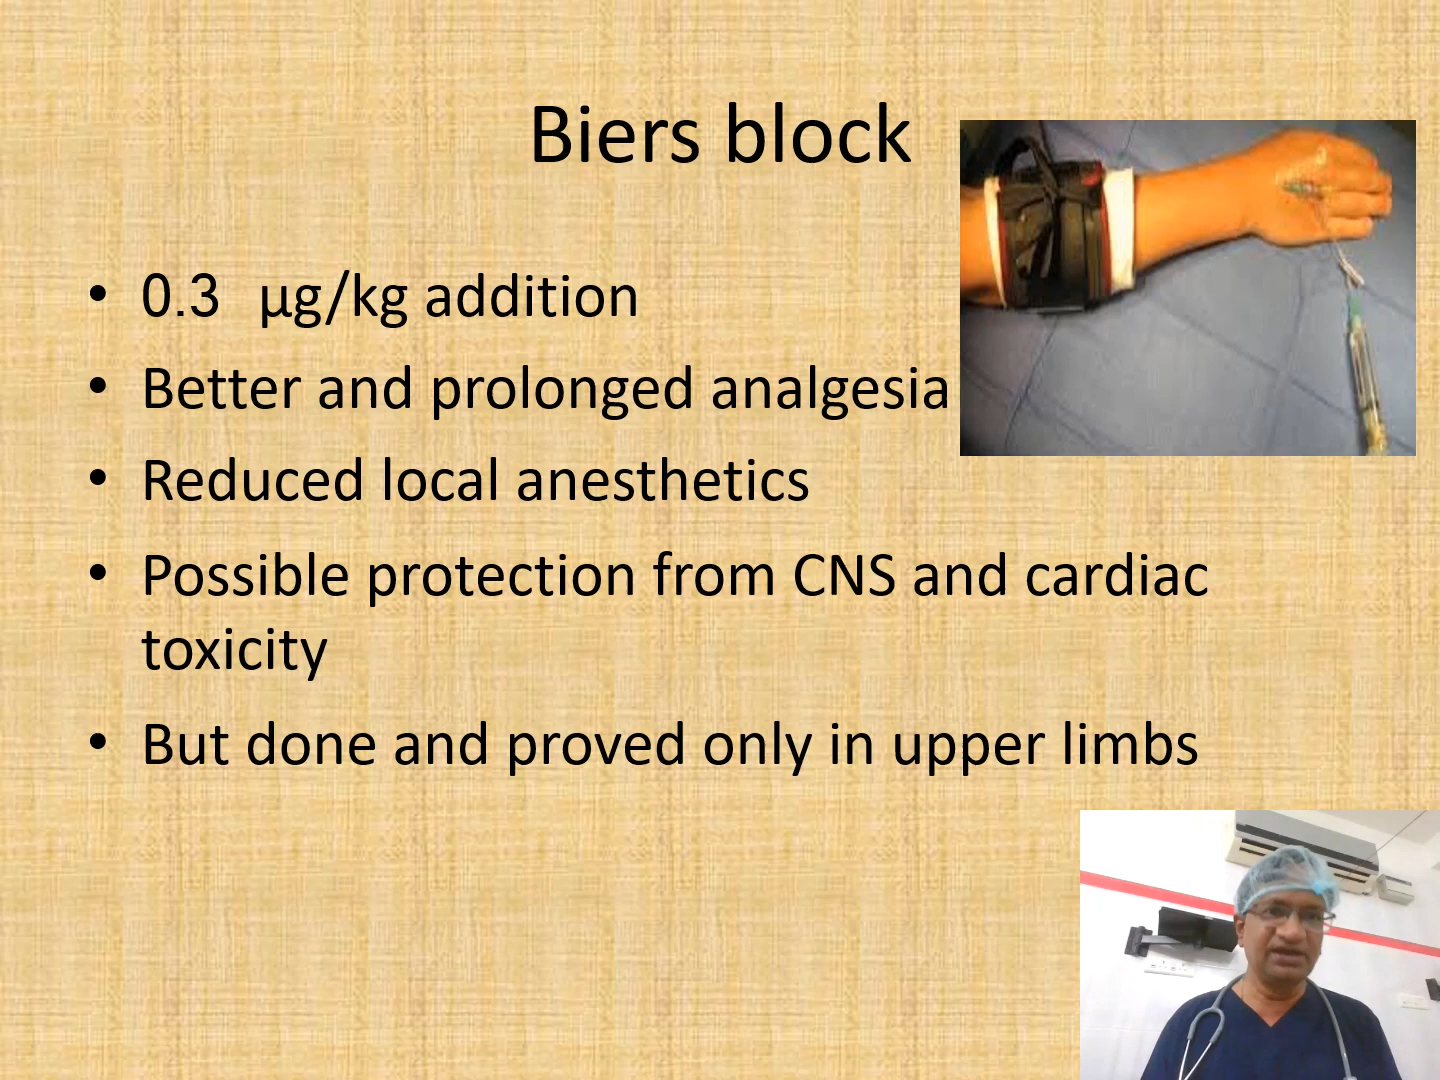 Biers block
• 0.3 µg/kg addition
• Better and prolonged analgesia
• Reduced local anesthetics
• Possible protection from CNS and cardiac
toxicity
• But done and proved only in upper limbs